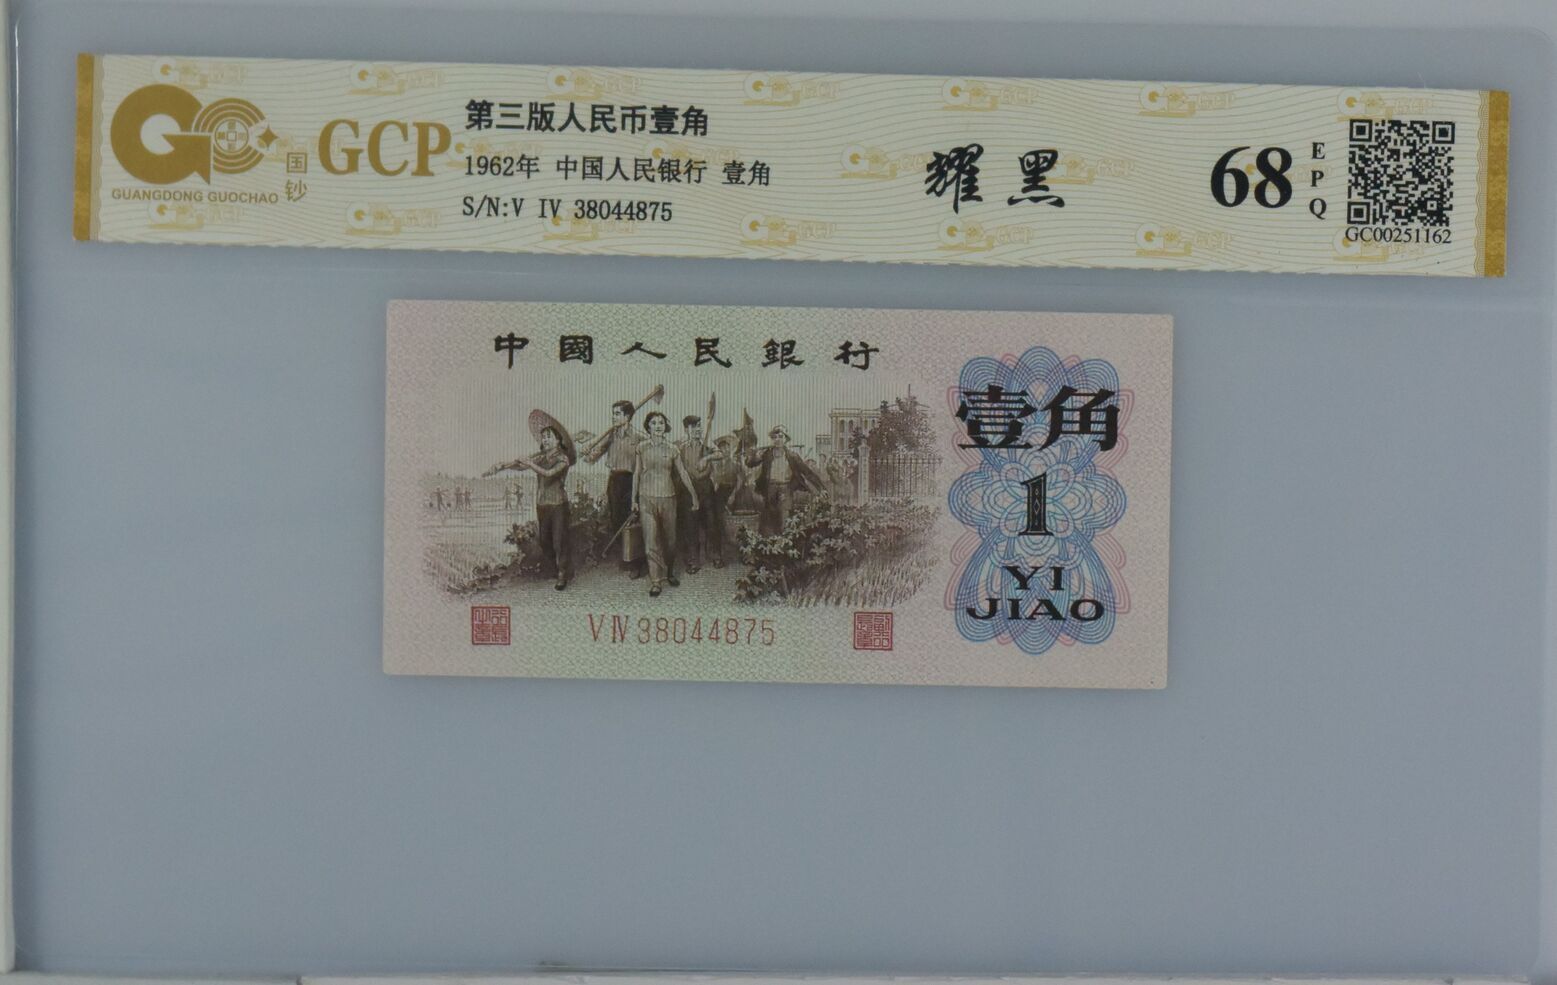 GCP
国钞
GUANGDONG GUOCHAO
第三版人民币壹角
1962年 中国人民银行 壹角
S/N:V IV 38044875
耀黑
68
EPQ
GC00251162
中國人民銀行
壹角
1
YI
JIAO
V IV 38044875